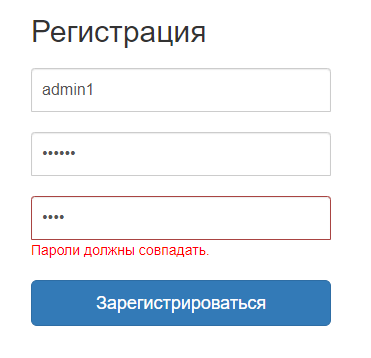 Регистрация
admin1
••••••
••••
Пароли должны совпадать.
Зарегистрироваться